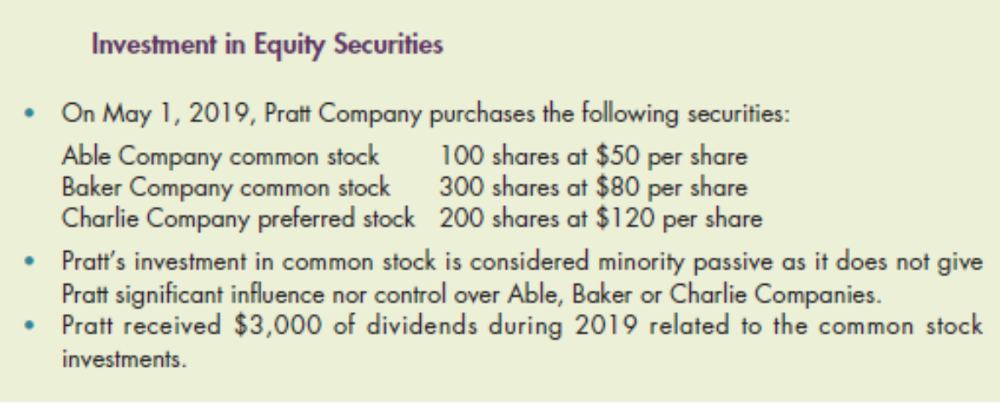 Investment in Equity Securities
• On May 1, 2019, Pratt Company purchases the following securities:
Able Company common stock 100 shares at $50 per share
Baker Company common stock 300 shares at $80 per share
Charlie Company preferred stock 200 shares at $120 per share
• Pratt's investment in common stock is considered minority passive as it does not give
Pratt significant influence nor control over Able, Baker or Charlie Companies.
• Pratt received $3,000 of dividends during 2019 related to the common stock
investments.